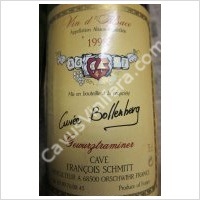 Vin d'Alsace
Appellation Alsace Contrôlée
199
Mis en bouteille à la propriété
Cuvée Bollenberg
Gewurztraminer
CAVE
FRANÇOIS SCHMITT
A 68500 ORSCHWIHR FRANCE